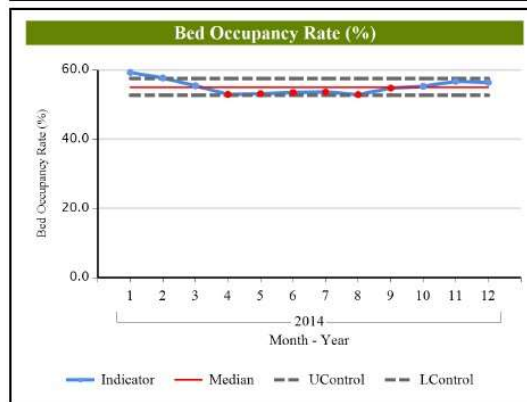 Bed Occupancy Rate (%)
Bed Occupancy Rate (%)
60.0
40.0
20.0
0.0
1 2 3 4 5 6 7 8 9 10 11 12
2014
Month - Year
Indicator Median UControl LControl